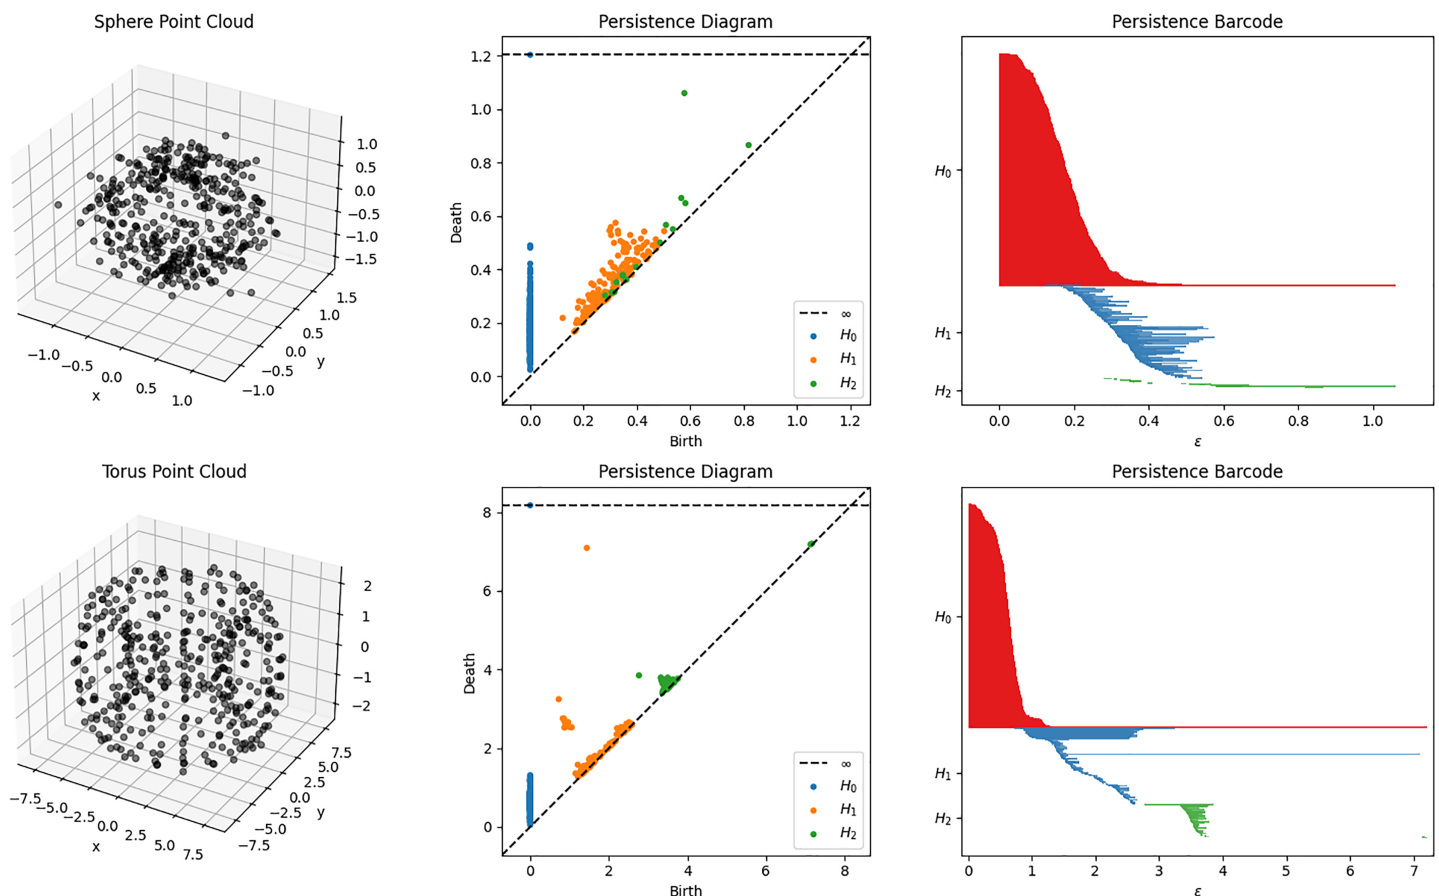 Sphere Point Cloud
1.0
0.5
0.0
−0.5
−1.0
−1.5
1.5
1.0
0.5
0.0
−0.5
−1.0
y
−1.0
−0.5
0.0
0.5
1.0
x
Persistence Diagram
1.2
1.0
0.8
0.6
0.4
0.2
0.0
Death
∞
H₀
H₁
H₂
0.0 0.2 0.4 0.6 0.8 1.0 1.2
Birth
Persistence Barcode
H₀
H₁
H₂
0.0 0.2 0.4 0.6 0.8 1.0
ε
Torus Point Cloud
2
1
0
−1
−2
7.5
5.0
2.5
0.0
−2.5
−5.0
−7.5
y
−7.5
−5.0
−2.5
0.0
2.5
5.0
7.5
x
Persistence Diagram
8
6
4
2
0
Death
∞
H₀
H₁
H₂
0 2 4 6 8
Birth
Persistence Barcode
H₀
H₁
H₂
0 1 2 3 4 5 6 7
ε